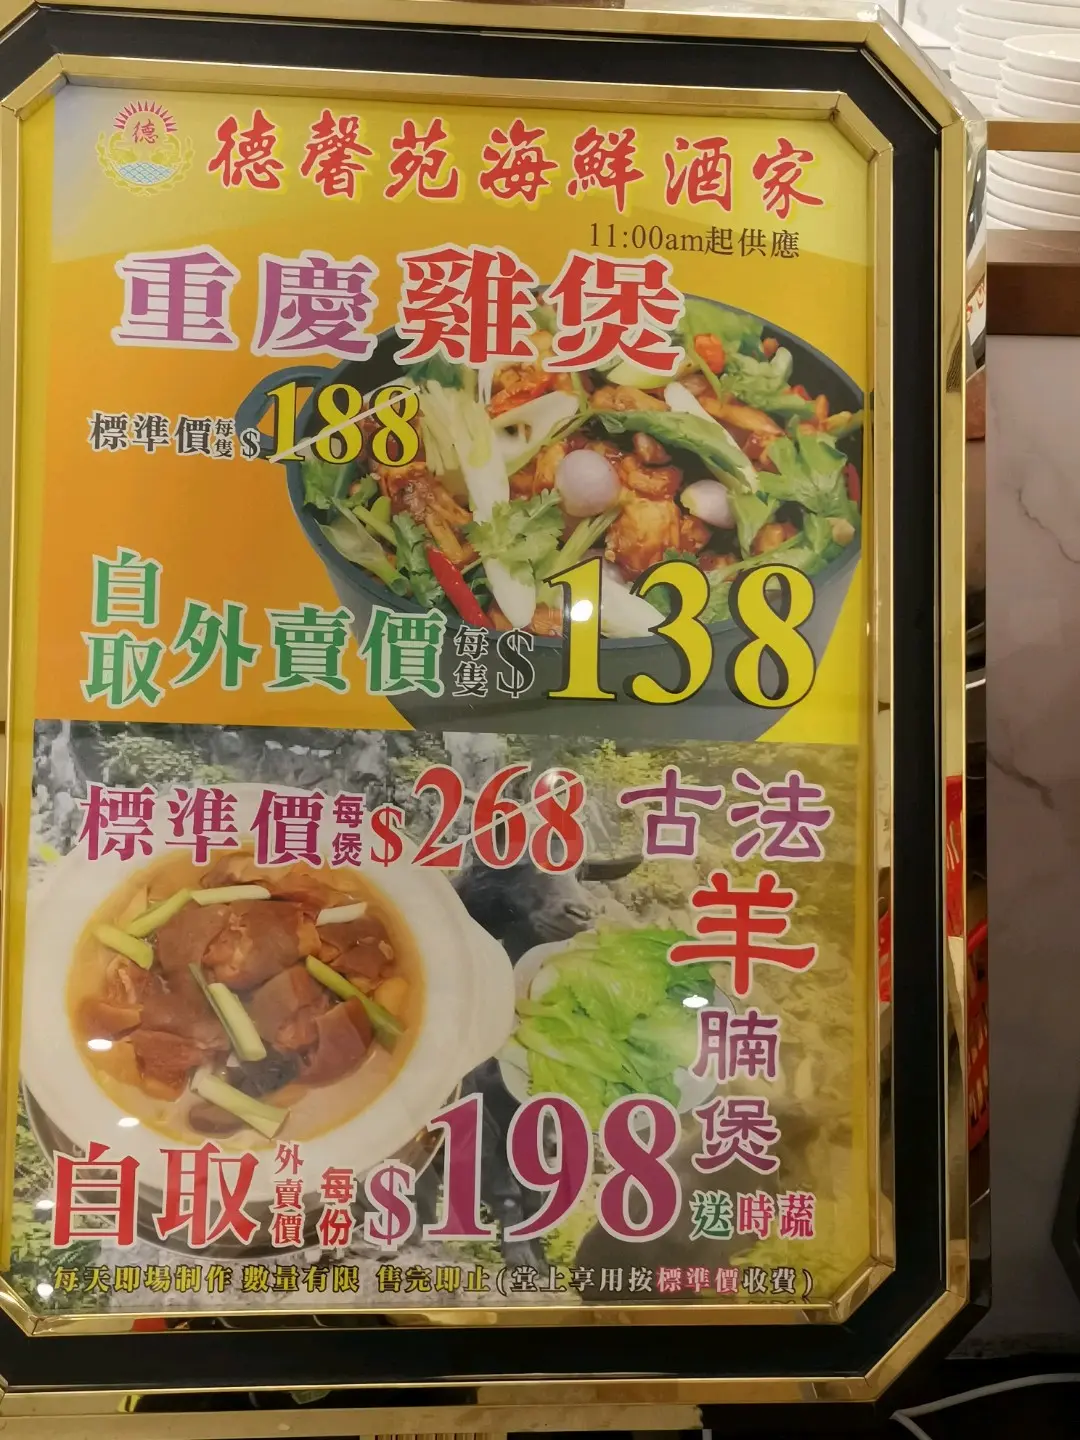 德
德馨苑海鮮酒家
11:00am起供應
重慶雞煲
標準價每隻$188
自取外賣價每隻$138
標準價每煲$268
古法羊腩煲
自取外賣價每份$198
送時蔬
每天即場制作 數量有限 售完即止(堂上享用按標準價收費)